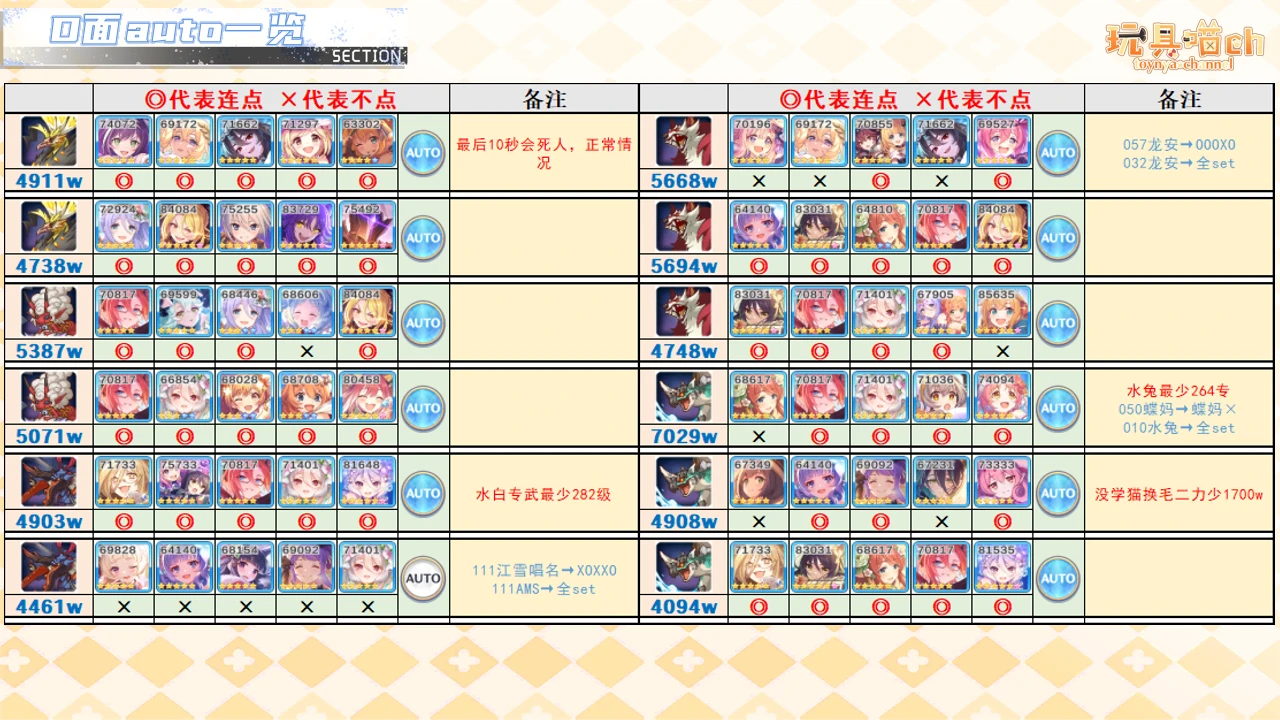 D面auto一览
SECTION
玩具喵ch
toynyaschannel
◎代表连点 ×代表不点 备注 ◎代表连点 ×代表不点 备注
74072 69172 71662 71297 63302 AUTO
最后10秒会死人，正常情况
4911w ◎ ◎ ◎ ◎ ◎
70196 69172 70855 71662 69527 AUTO
057龙安→OOOXO
032龙安→全set
5668w × × ◎ × ◎
72924 84084 75255 83729 75492 AUTO
4738w ◎ ◎ ◎ ◎ ◎
64140 83031 64810 70817 84084 AUTO
5694w ◎ ◎ ◎ ◎ ◎
70817 69599 68446 68606 84084 AUTO
5387w ◎ ◎ ◎ × ◎
83031 70817 71401 67905 85635 AUTO
4748w ◎ ◎ ◎ ◎ ×
70817 66854 68028 68708 80458 AUTO
5071w ◎ ◎ ◎ ◎ ◎
68617 70817 71401 71036 74094 AUTO
水兔最少264专
050蝶妈→蝶妈×
010水兔→全set
7029w × ◎ ◎ ◎ ◎
71733 75733 70817 71401 81648 AUTO
水白专武最少282级
4903w ◎ ◎ ◎ ◎ ◎
67349 64140 69092 67231 73333 AUTO
没学猫换毛二力少1700w
4908w × ◎ ◎ × ◎
69828 64140 68154 69092 71401 AUTO
111江雪唱名→XOXXO
111AMS→全set
4461w × × × × ×
71733 83031 68617 70817 81535 AUTO
4094w ◎ ◎ ◎ ◎ ◎